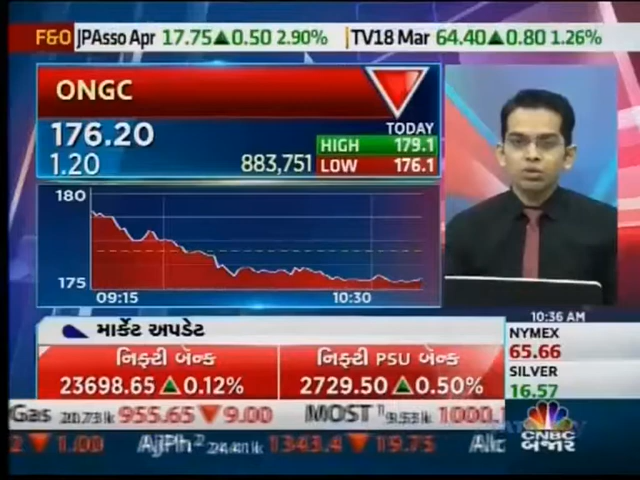 F&O JPAsso Apr 17.75▲0.50 2.90% TV18 Mar 64.40▲0.80 1.26%
ONGC
176.20
1.20 883,751
TODAY
HIGH 179.1
LOW 176.1
180
175
09:15 10:30
10:36 AM
માર્કેટ અપડેટ
નિફ્ટી બેન્ક
23698.65▲0.12%
નિફ્ટી PSU બેન્ક
2729.50▲0.50%
NYMEX
65.66
SILVER
16.57
Gas 955.65▼9.00 MOST 1000.1
2▼1.00 AjPh 1343.4▼19.75 Alk
CNBC
બજાર